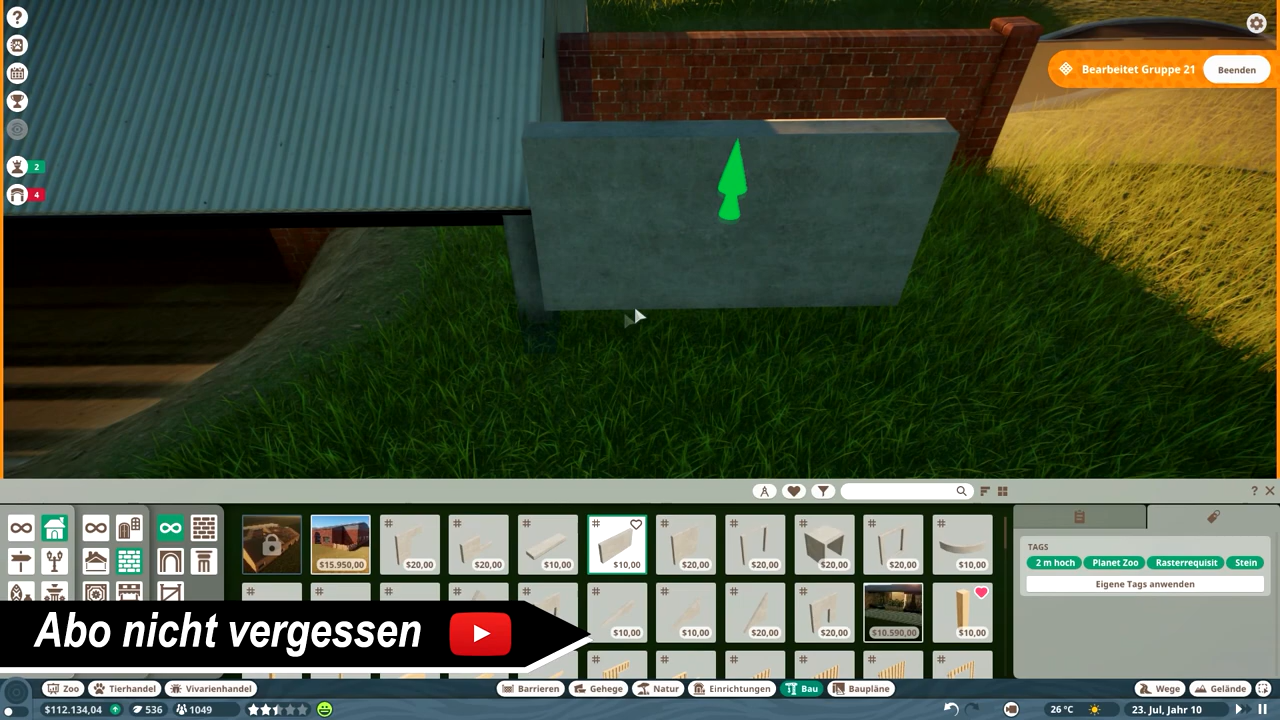 ?
Bearbeitet Gruppe 21
Beenden
2
4
? ×
$15.950,00
$20,00
$20,00
$10,00
$10,00
$20,00
$20,00
$20,00
$20,00
$10,00
TAGS
2 m hoch
Planet Zoo
Rasterrequisit
Stein
Eigene Tags anwenden
$10,00
$10,00
$20,00
$20,00
$10.590,00
$10,00
Abo nicht vergessen
Zoo
Tierhandel
Vivarienhandel
Barrieren
Gehege
Natur
Einrichtungen
Bau
Baupläne
Wege
Gelände
$112.134,04
536
1049
26 °C
23. Jul, Jahr 10